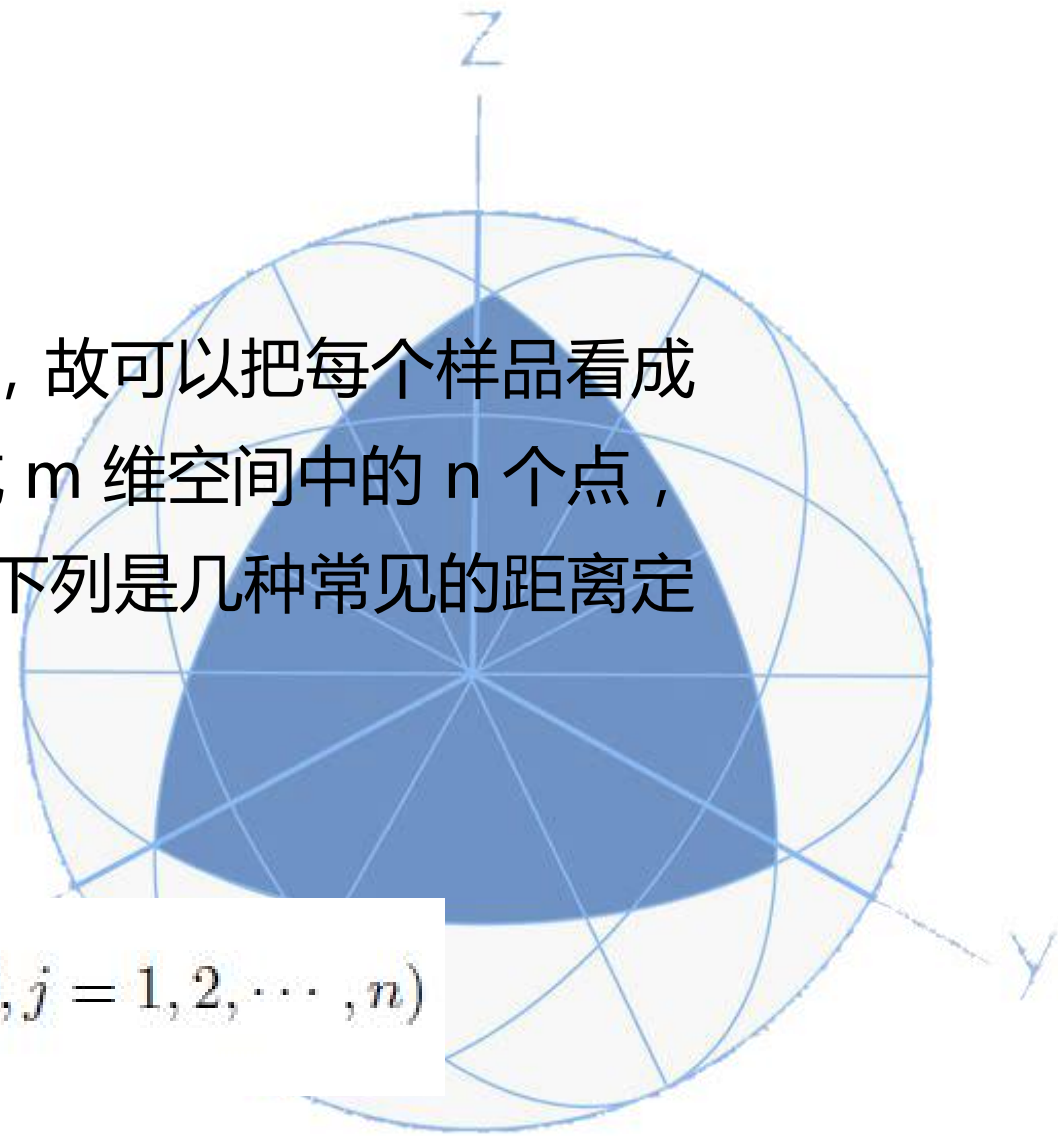 Z
，故可以把每个样品看成
m 维空间中的 n 个点，
下列是几种常见的距离定
, j = 1, 2, ⋯ , n)
Y